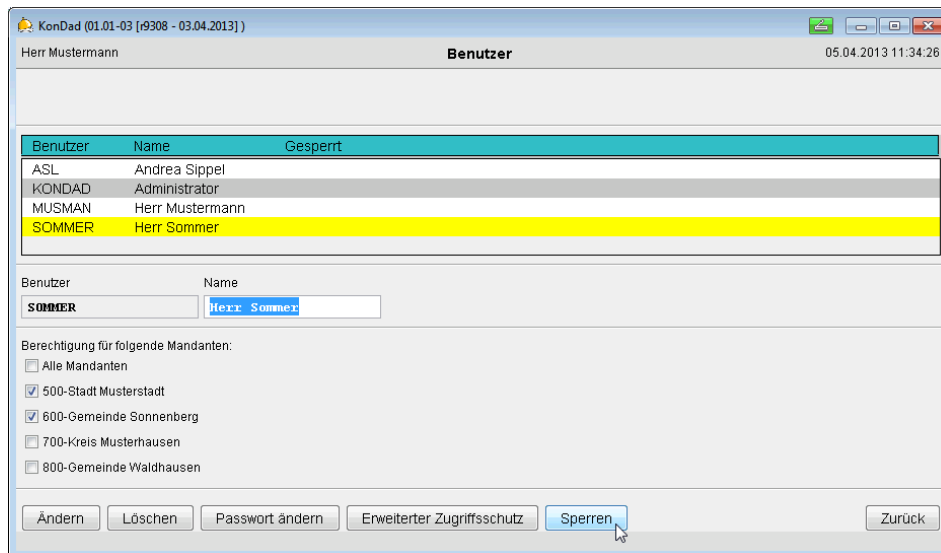 KonDad (01.01-03 [r9308 - 03.04.2013] )
Herr Mustermann Benutzer 05.04.2013 11:34:26
Benutzer Name Gesperrt
ASL Andrea Sippel
KONDAD Administrator
MUSMAN Herr Mustermann
SOMMER Herr Sommer
Benutzer Name
SOMMER Herr Sommer
Berechtigung für folgende Mandanten:
Alle Mandanten
500-Stadt Musterstadt
600-Gemeinde Sonnenberg
700-Kreis Musterhausen
800-Gemeinde Waldhausen
Ändern Löschen Passwort ändern Erweiterter Zugriffsschutz Sperren Zurück